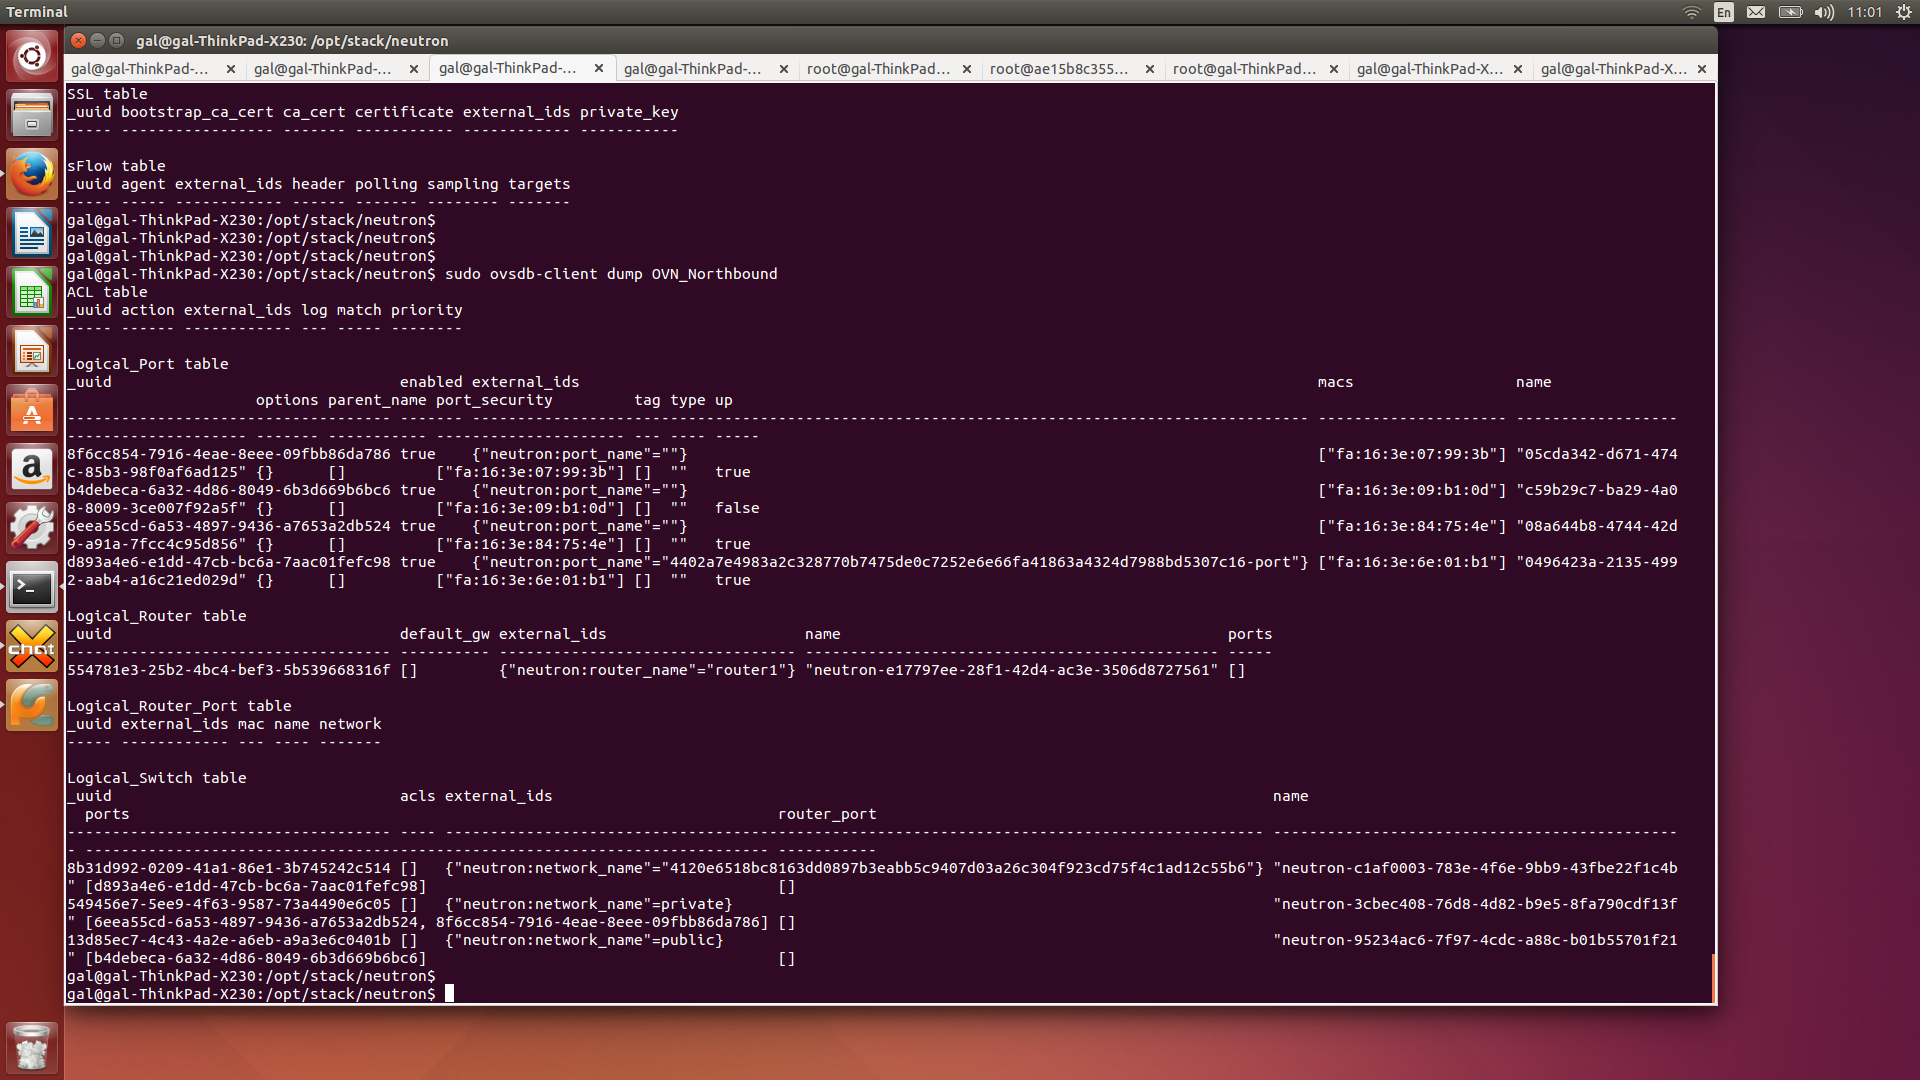 Terminal
En
11:01
gal@gal-ThinkPad-X230: /opt/stack/neutron
gal@gal-ThinkPad-... gal@gal-ThinkPad-... gal@gal-ThinkPad-... gal@gal-ThinkPad-... root@gal-ThinkPad... root@ae15b8c355... root@gal-ThinkPad... gal@gal-ThinkPad-X... gal@gal-ThinkPad-X...
SSL table
_uuid bootstrap_ca_cert ca_cert certificate external_ids private_key
----- ----------------- ------- ----------- ------------ -----------
sFlow table
_uuid agent external_ids header polling sampling targets
----- ----- ------------ ------ ------- -------- -------
gal@gal-ThinkPad-X230:/opt/stack/neutron$
gal@gal-ThinkPad-X230:/opt/stack/neutron$
gal@gal-ThinkPad-X230:/opt/stack/neutron$
gal@gal-ThinkPad-X230:/opt/stack/neutron$ sudo ovsdb-client dump OVN_Northbound
ACL table
_uuid action external_ids log match priority
----- ------ ------------ --- ----- --------
Logical_Port table
_uuid                                enabled external_ids                                                                                  macs                  name
                     options parent_name port_security         tag type up
------------------------------------ ------- --------------------------------------------------------------------------------------------- --------------------- ------------------
-------------------- ------- ----------- --------------------- --- ---- -----
8f6cc854-7916-4eae-8eee-09fbb86da786 true    {"neutron:port_name"=""}                                                                      ["fa:16:3e:07:99:3b"] "05cda342-d671-474
c-85b3-98f0af6ad125" {}      []          ["fa:16:3e:07:99:3b"] []  ""   true
b4debeca-6a32-4d86-8049-6b3d669b6bc6 true    {"neutron:port_name"=""}                                                                      ["fa:16:3e:09:b1:0d"] "c59b29c7-ba29-4a0
8-8009-3ce007f92a5f" {}      []          ["fa:16:3e:09:b1:0d"] []  ""   false
6eea55cd-6a53-4897-9436-a7653a2db524 true    {"neutron:port_name"=""}                                                                      ["fa:16:3e:84:75:4e"] "08a644b8-4744-42d
9-a91a-7fcc4c95d856" {}      []          ["fa:16:3e:84:75:4e"] []  ""   true
d893a4e6-e1dd-47cb-bc6a-7aac01fefc98 true    {"neutron:port_name"="4402a7e4983a2c328770b7475de0c7252e6e66fa41863a4324d7988bd5307c16-port"} ["fa:16:3e:6e:01:b1"] "0496423a-2135-499
2-aab4-a16c21ed029d" {}      []          ["fa:16:3e:6e:01:b1"] []  ""   true
Logical_Router table
_uuid                                default_gw external_ids                      name                                           ports
------------------------------------ ---------- --------------------------------- ---------------------------------------------- -----
554781e3-25b2-4bc4-bef3-5b539668316f []         {"neutron:router_name"="router1"} "neutron-e17797ee-28f1-42d4-ac3e-3506d8727561" []
Logical_Router_Port table
_uuid external_ids mac name network
----- ------------ --- ---- -------
Logical_Switch table
_uuid                                acls external_ids                                                                                name
  ports                                                                        router_port
------------------------------------ ---- ------------------------------------------------------------------------------------------- ---------------------------------------------
- ---------------------------------------------------------------------------- -----------
8b31d992-0209-41a1-86e1-3b745242c514 []   {"neutron:network_name"="4120e6518bc8163dd0897b3eabb5c9407d03a26c304f923cd75f4c1ad12c55b6"} "neutron-c1af0003-783e-4f6e-9bb9-43fbe22f1c4b
" [d893a4e6-e1dd-47cb-bc6a-7aac01fefc98]                                       []
549456e7-5ee9-4f63-9587-73a4490e6c05 []   {"neutron:network_name"=private}                                                            "neutron-3cbec408-76d8-4d82-b9e5-8fa790cdf13f
" [6eea55cd-6a53-4897-9436-a7653a2db524, 8f6cc854-7916-4eae-8eee-09fbb86da786] []
13d85ec7-4c43-4a2e-a6eb-a9a3e6c0401b []   {"neutron:network_name"=public}                                                             "neutron-95234ac6-7f97-4cdc-a88c-b01b55701f21
" [b4debeca-6a32-4d86-8049-6b3d669b6bc6]                                       []
gal@gal-ThinkPad-X230:/opt/stack/neutron$
gal@gal-ThinkPad-X230:/opt/stack/neutron$
chat